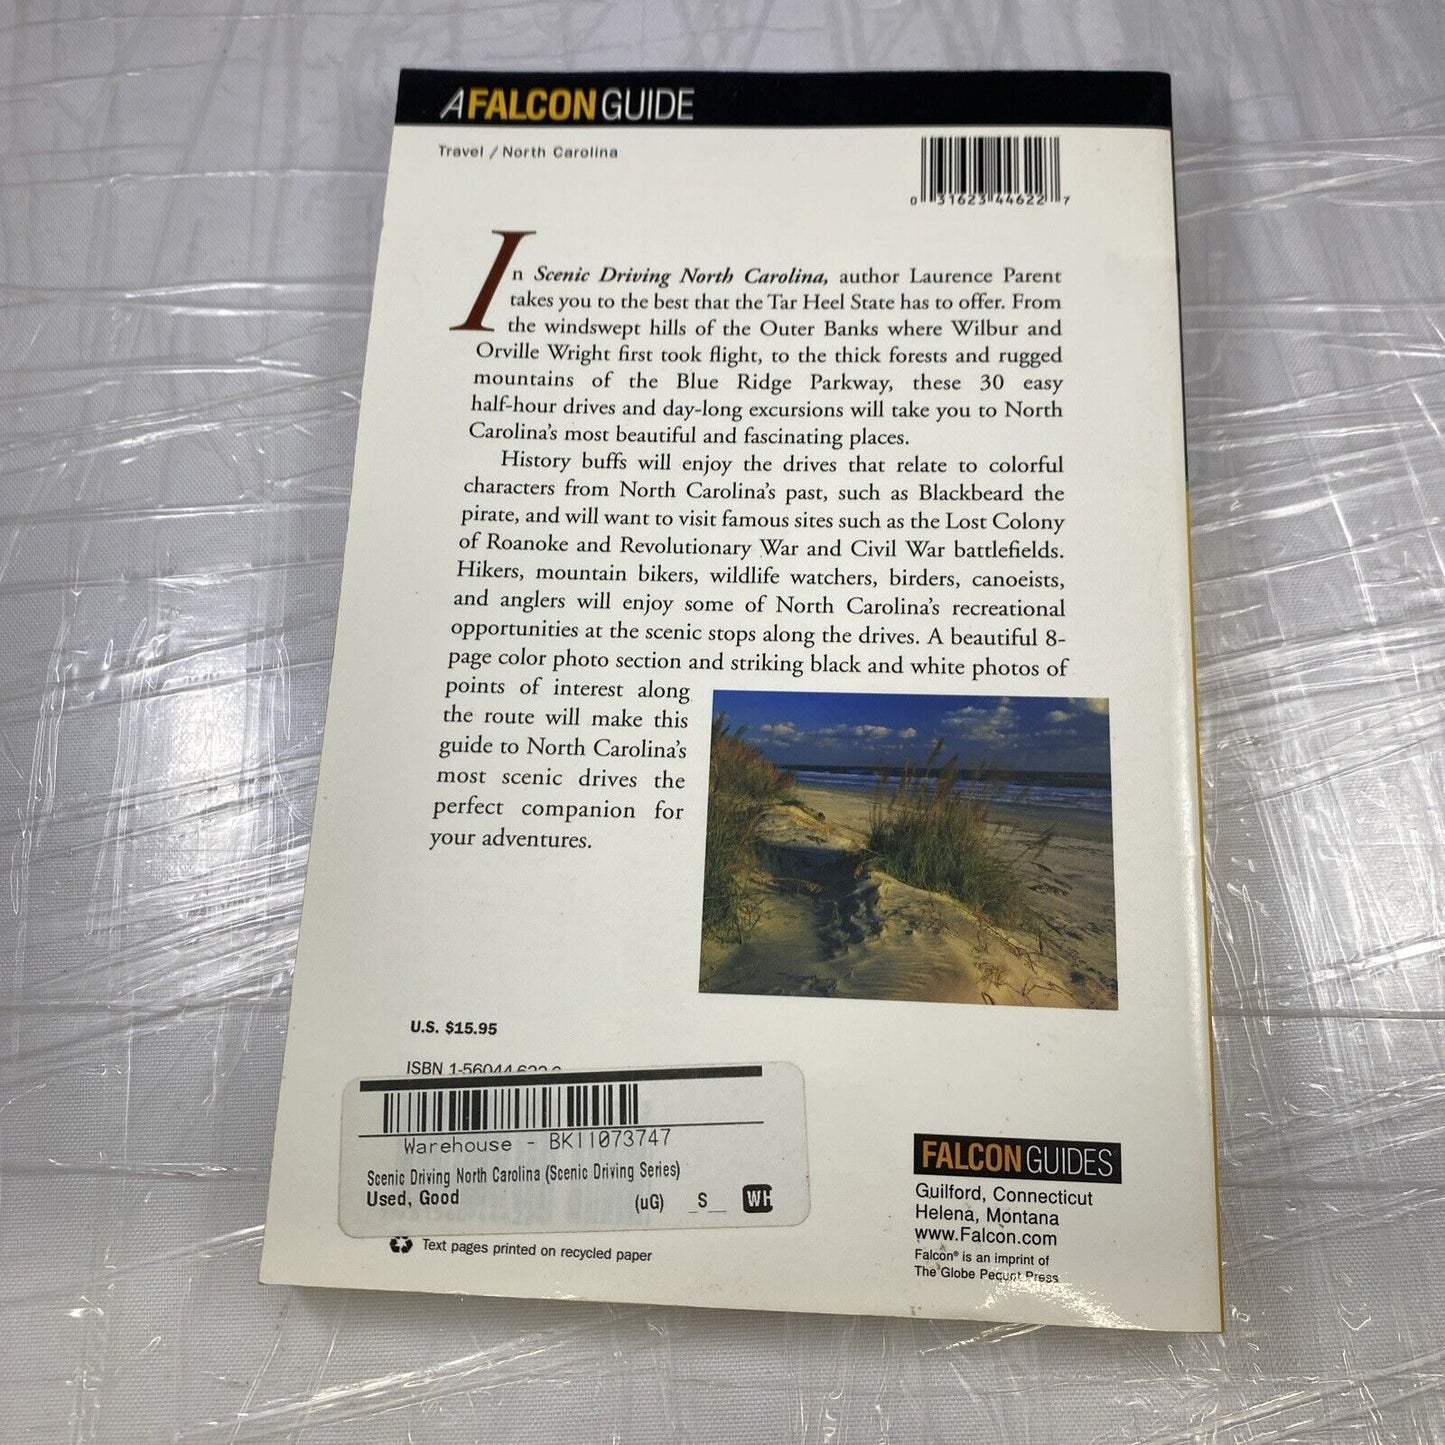 A FALCON GUIDE
Travel / North Carolina
0 31623 44622 7
In Scenic Driving North Carolina, author Laurence Parent
takes you to the best that the Tar Heel State has to offer. From
the windswept hills of the Outer Banks where Wilbur and
Orville Wright first took flight, to the thick forests and rugged
mountains of the Blue Ridge Parkway, these 30 easy
half-hour drives and day-long excursions will take you to North
Carolina's most beautiful and fascinating places.
History buffs will enjoy the drives that relate to colorful
characters from North Carolina's past, such as Blackbeard the
pirate, and will want to visit famous sites such as the Lost Colony
of Roanoke and Revolutionary War and Civil War battlefields.
Hikers, mountain bikers, wildlife watchers, birders, canoeists,
and anglers will enjoy some of North Carolina's recreational
opportunities at the scenic stops along the drives. A beautiful 8-
page color photo section and striking black and white photos of
points of interest along
the route will make this
guide to North Carolina's
most scenic drives the
perfect companion for
your adventures.
U.S. $15.95
ISBN 1-56044-622
Warehouse - BK11073747
Scenic Driving North Carolina (Scenic Driving Series)
Used, Good (uG) _S__ WH
Text pages printed on recycled paper
FALCONGUIDES
Guilford, Connecticut
Helena, Montana
www.Falcon.com
Falcon® is an imprint of
The Globe Pequot Press